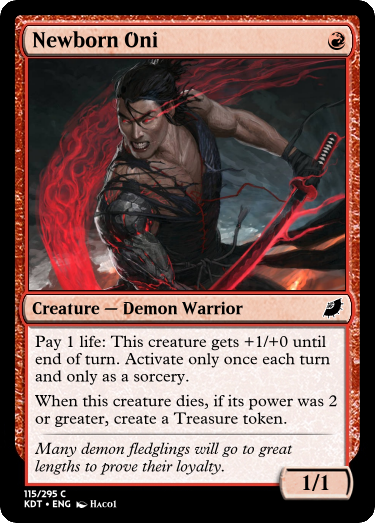 Newborn Oni
Creature — Demon Warrior
Pay 1 life: This creature gets +1/+0 until
end of turn. Activate only once each turn
and only as a sorcery.
When this creature dies, if its power was 2
or greater, create a Treasure token.
Many demon fledglings will go to great
lengths to prove their loyalty.
1/1
115/295 C
KDT • ENG Haco1